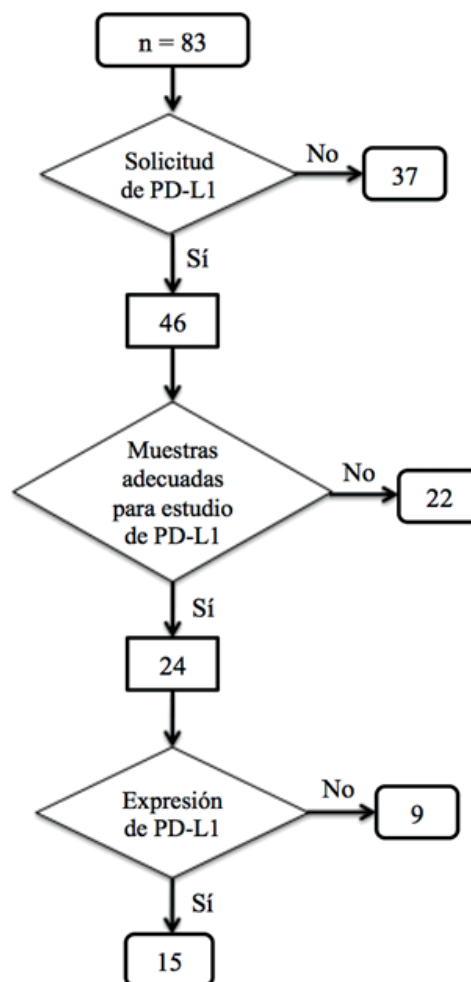 n = 83
Solicitud
de PD-L1
No
37
Sí
46
Muestras
adecuadas
para estudio
de PD-L1
No
22
Sí
24
Expresión
de PD-L1
No
9
Sí
15